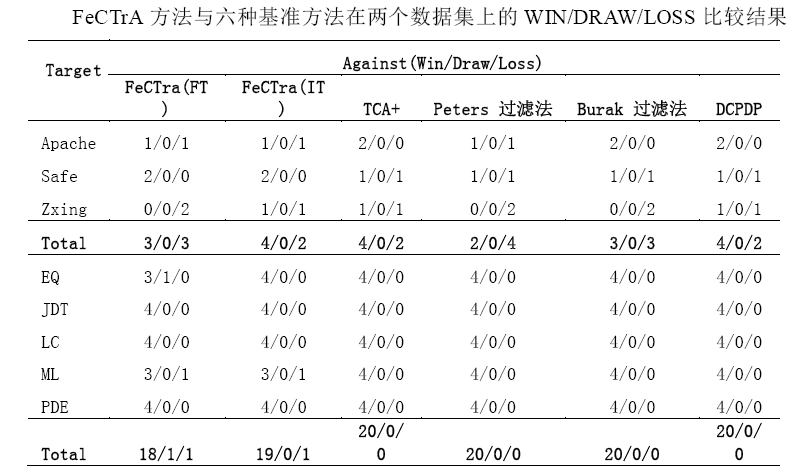 FeCTrA 方法与六种基准方法在两个数据集上的 WIN/DRAW/LOSS 比较结果
Target Against(Win/Draw/Loss)
FeCTra(FT) FeCTra(IT) TCA+ Peters 过滤法 Burak 过滤法 DCPDP
Apache 1/0/1 1/0/1 2/0/0 1/0/1 2/0/0 2/0/0
Safe 2/0/0 2/0/0 1/0/1 1/0/1 1/0/1 1/0/1
Zxing 0/0/2 1/0/1 1/0/1 0/0/2 0/0/2 1/0/1
Total 3/0/3 4/0/2 4/0/2 2/0/4 3/0/3 4/0/2
EQ 3/1/0 4/0/0 4/0/0 4/0/0 4/0/0 4/0/0
JDT 4/0/0 4/0/0 4/0/0 4/0/0 4/0/0 4/0/0
LC 4/0/0 4/0/0 4/0/0 4/0/0 4/0/0 4/0/0
ML 3/0/1 3/0/1 4/0/0 4/0/0 4/0/0 4/0/0
PDE 4/0/0 4/0/0 4/0/0 4/0/0 4/0/0 4/0/0
Total 18/1/1 19/0/1 20/0/0 20/0/0 20/0/0 20/0/0